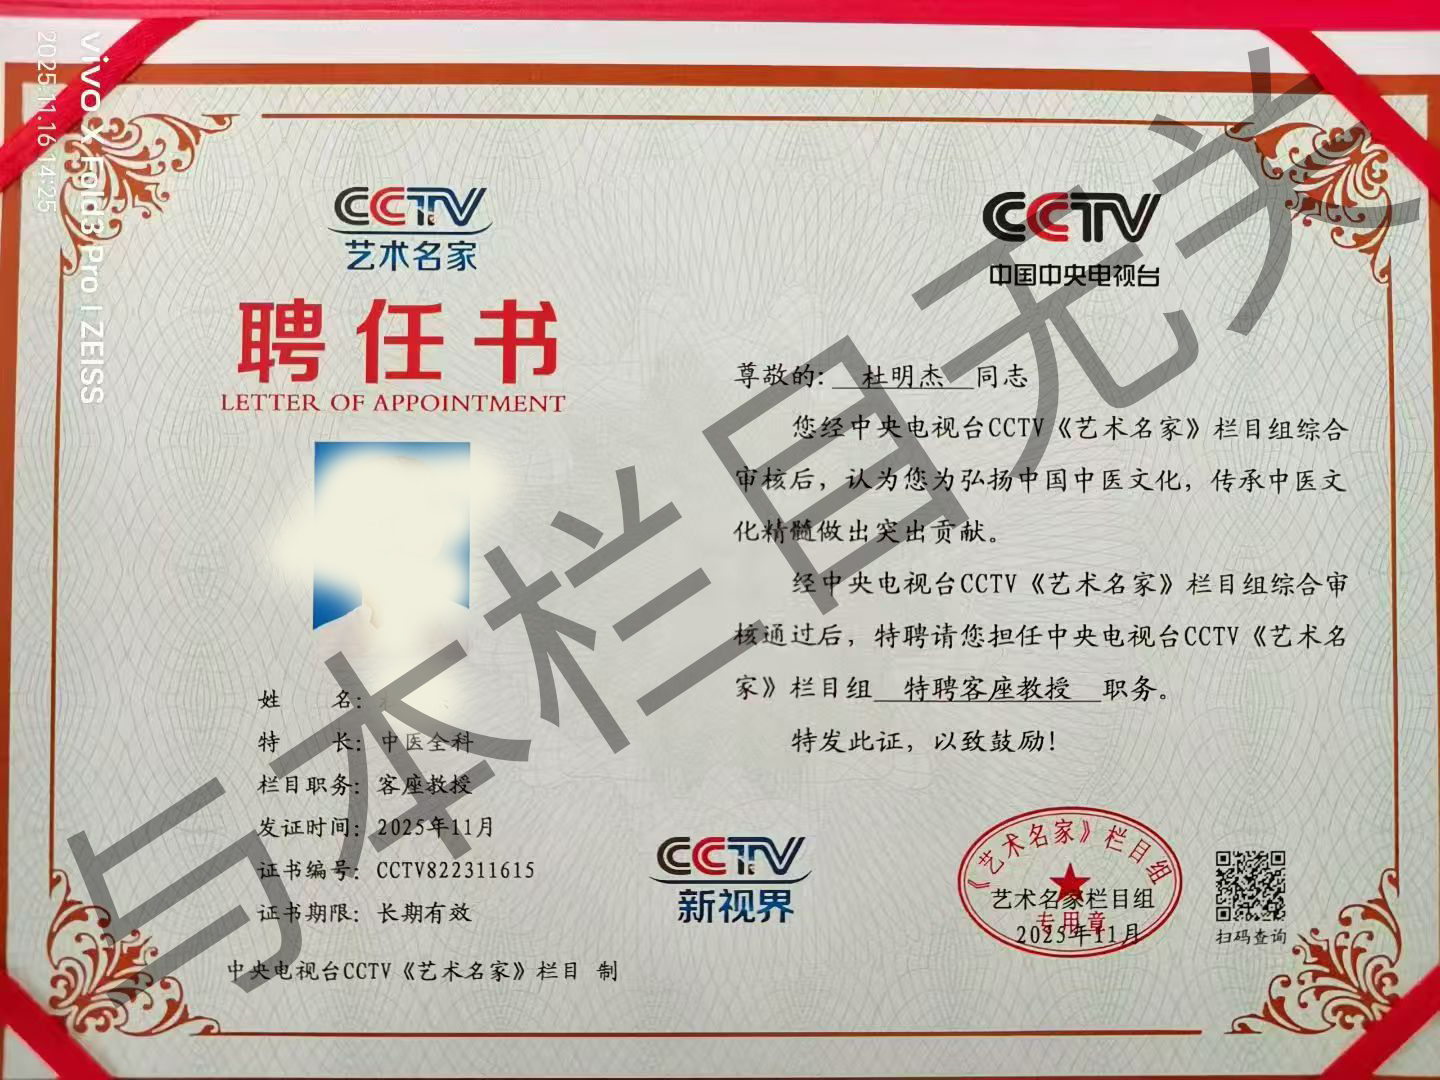 vivo X Fold3 Pro | ZEISS
2025.11.16 14:25
CCTV
艺术名家
聘任书
LETTER OF APPOINTMENT
姓 名:
特 长: 中医全科
栏目职务: 客座教授
发证时间: 2025年11月
证书编号: CCTV822311615
证书期限: 长期有效
中央电视台CCTV《艺术名家》栏目 制
CCTV
新视界
CCTV
中国中央电视台
尊敬的: 杜明杰 同志
您经中央电视台CCTV《艺术名家》栏目组综合
审核后，认为您为弘扬中国中医文化，传承中医文
化精髓做出突出贡献。
经中央电视台CCTV《艺术名家》栏目组综合审
核通过后，特聘请您担任中央电视台CCTV《艺术名
家》栏目组 特聘客座教授 职务。
特发此证，以致鼓励！
《艺术名家》栏目组
艺术名家栏目组
专用章
2025年11月
扫码查询
与本栏目无关